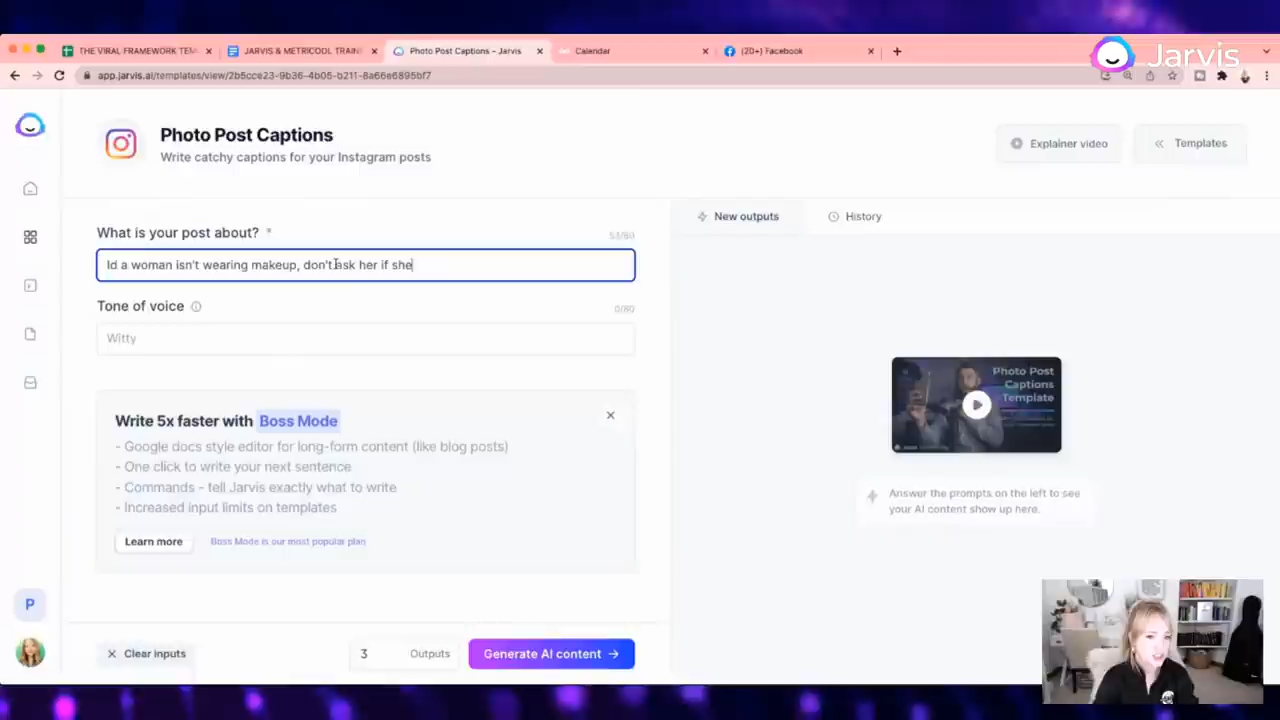 THE VIRAL FRAMEWORK TEM
JARVIS & METRICOOL TRAIN
Photo Post Captions - Jarvis
Calendar
(20+) Facebook
Jarvis
app.jarvis.ai/templates/view/2b5cce23-9b36-4b05-b211-8a66e6895bf7
Photo Post Captions
Write catchy captions for your Instagram posts
Explainer video
Templates
What is your post about? *
Id a woman isn't wearing makeup, don't ask her if she
Tone of voice
0/80
Witty
Write 5x faster with Boss Mode
- Google docs style editor for long-form content (like blog posts)
- One click to write your next sentence
- Commands - tell Jarvis exactly what to write
- Increased input limits on templates
Learn more
Boss Mode is our most popular plan
P
Clear inputs
3 Outputs
Generate AI content
New outputs
History
Photo Post
Captions
Template
Answer the prompts on the left to see
your AI content show up here.